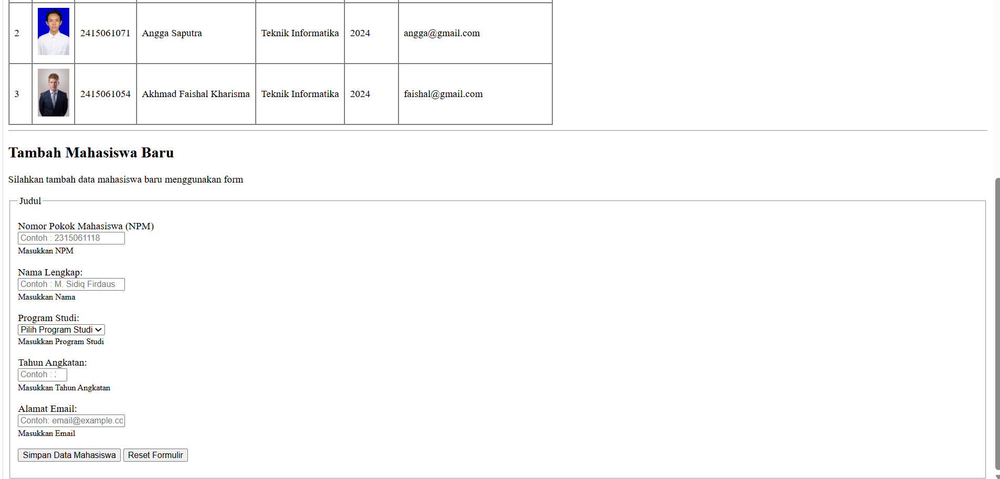 2 2415061071 Angga Saputra Teknik Informatika 2024 angga@gmail.com
3 2415061054 Akhmad Faishal Kharisma Teknik Informatika 2024 faishal@gmail.com
Tambah Mahasiswa Baru
Silahkan tambah data mahasiswa baru menggunakan form
Judul
Nomor Pokok Mahasiswa (NPM)
Contoh : 2315061118
Masukkan NPM
Nama Lengkap:
Contoh : M. Sidiq Firdaus
Masukkan Nama
Program Studi:
Pilih Program Studi
Masukkan Program Studi
Tahun Angkatan:
Contoh :
Masukkan Tahun Angkatan
Alamat Email:
Contoh: email@example.co
Masukkan Email
Simpan Data Mahasiswa Reset Formulir